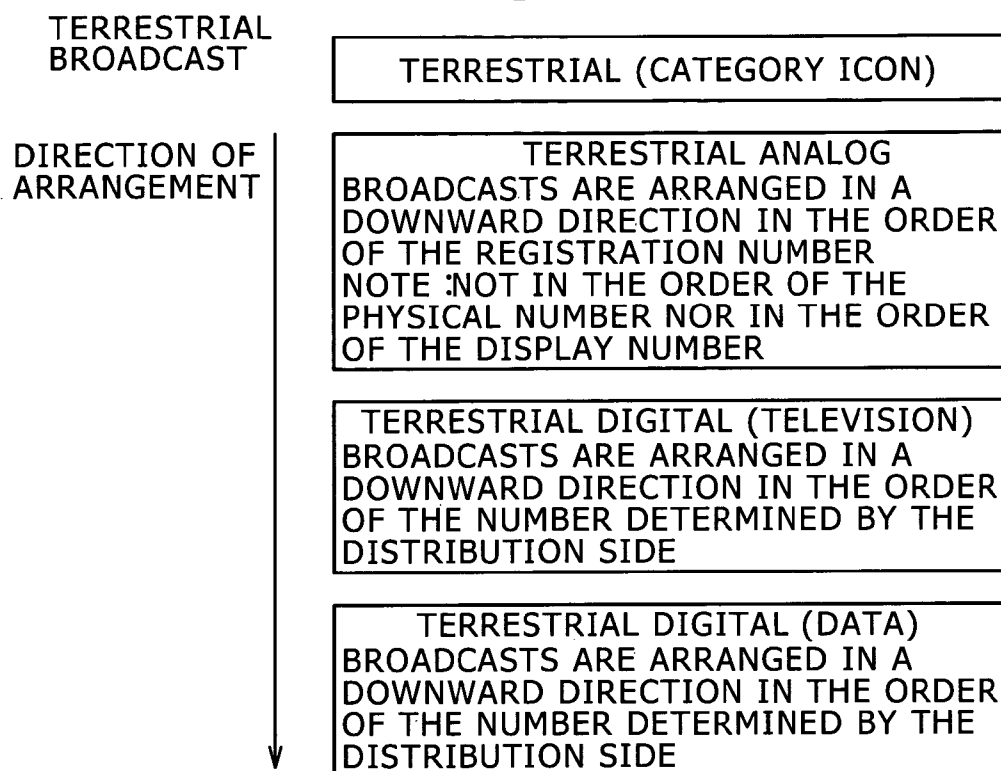 TERRESTRIAL
BROADCAST
TERRESTRIAL (CATEGORY ICON)
DIRECTION OF
ARRANGEMENT
TERRESTRIAL ANALOG
BROADCASTS ARE ARRANGED IN A
DOWNWARD DIRECTION IN THE ORDER
OF THE REGISTRATION NUMBER
NOTE :NOT IN THE ORDER OF THE
PHYSICAL NUMBER NOR IN THE ORDER
OF THE DISPLAY NUMBER
TERRESTRIAL DIGITAL (TELEVISION)
BROADCASTS ARE ARRANGED IN A
DOWNWARD DIRECTION IN THE ORDER
OF THE NUMBER DETERMINED BY THE
DISTRIBUTION SIDE
TERRESTRIAL DIGITAL (DATA)
BROADCASTS ARE ARRANGED IN A
DOWNWARD DIRECTION IN THE ORDER
OF THE NUMBER DETERMINED BY THE
DISTRIBUTION SIDE